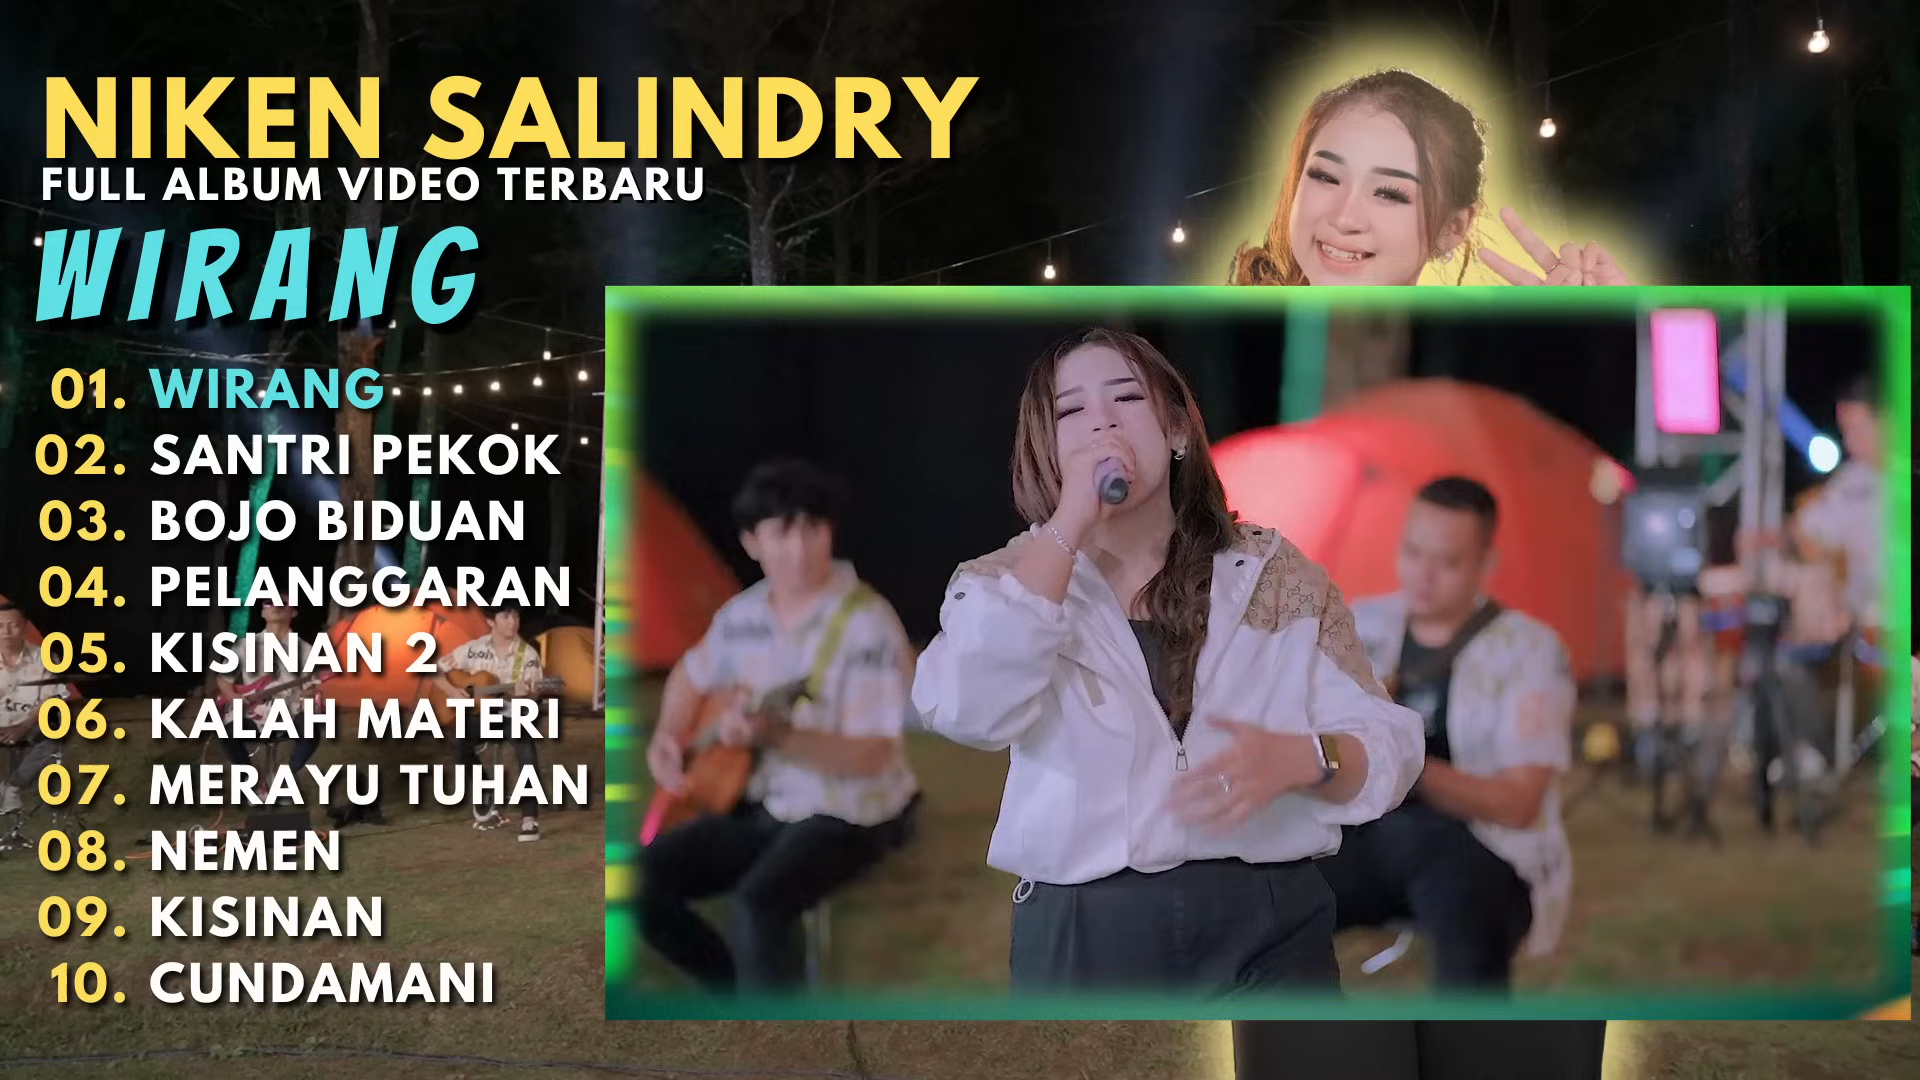 NIKEN SALINDRY
FULL ALBUM VIDEO TERBARU
WIRANG
01. WIRANG
02. SANTRI PEKOK
03. BOJO BIDUAN
04. PELANGGARAN
05. KISINAN 2
06. KALAH MATERI
07. MERAYU TUHAN
08. NEMEN
09. KISINAN
10. CUNDAMANI